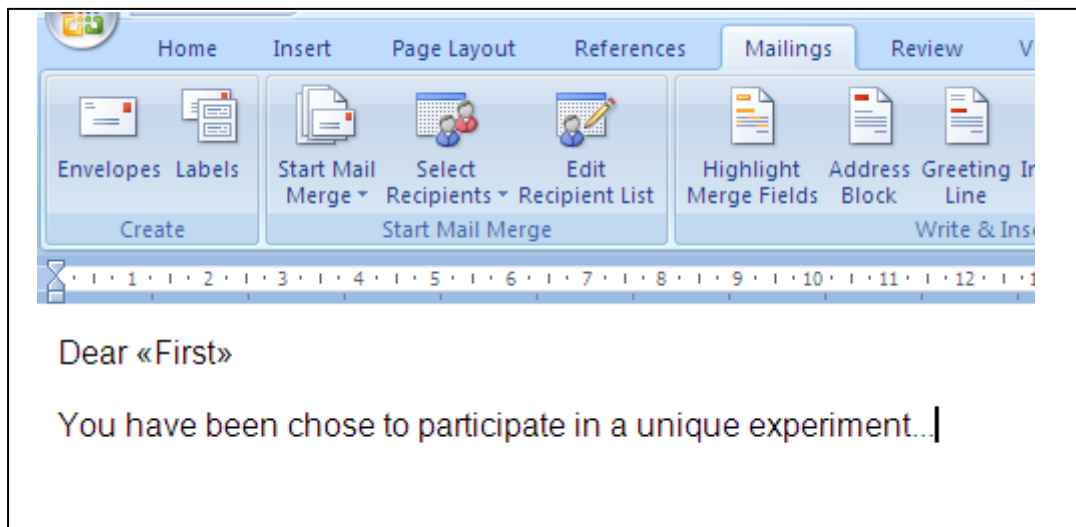 Home Insert Page Layout References Mailings Review
Envelopes Labels Start Mail Select Edit Highlight Address Greeting
Merge Recipients Recipient List Merge Fields Block Line
Create Start Mail Merge Write &
1 2 3 4 5 6 7 8 9 10 11 12
Dear «First»
You have been chose to participate in a unique experiment...